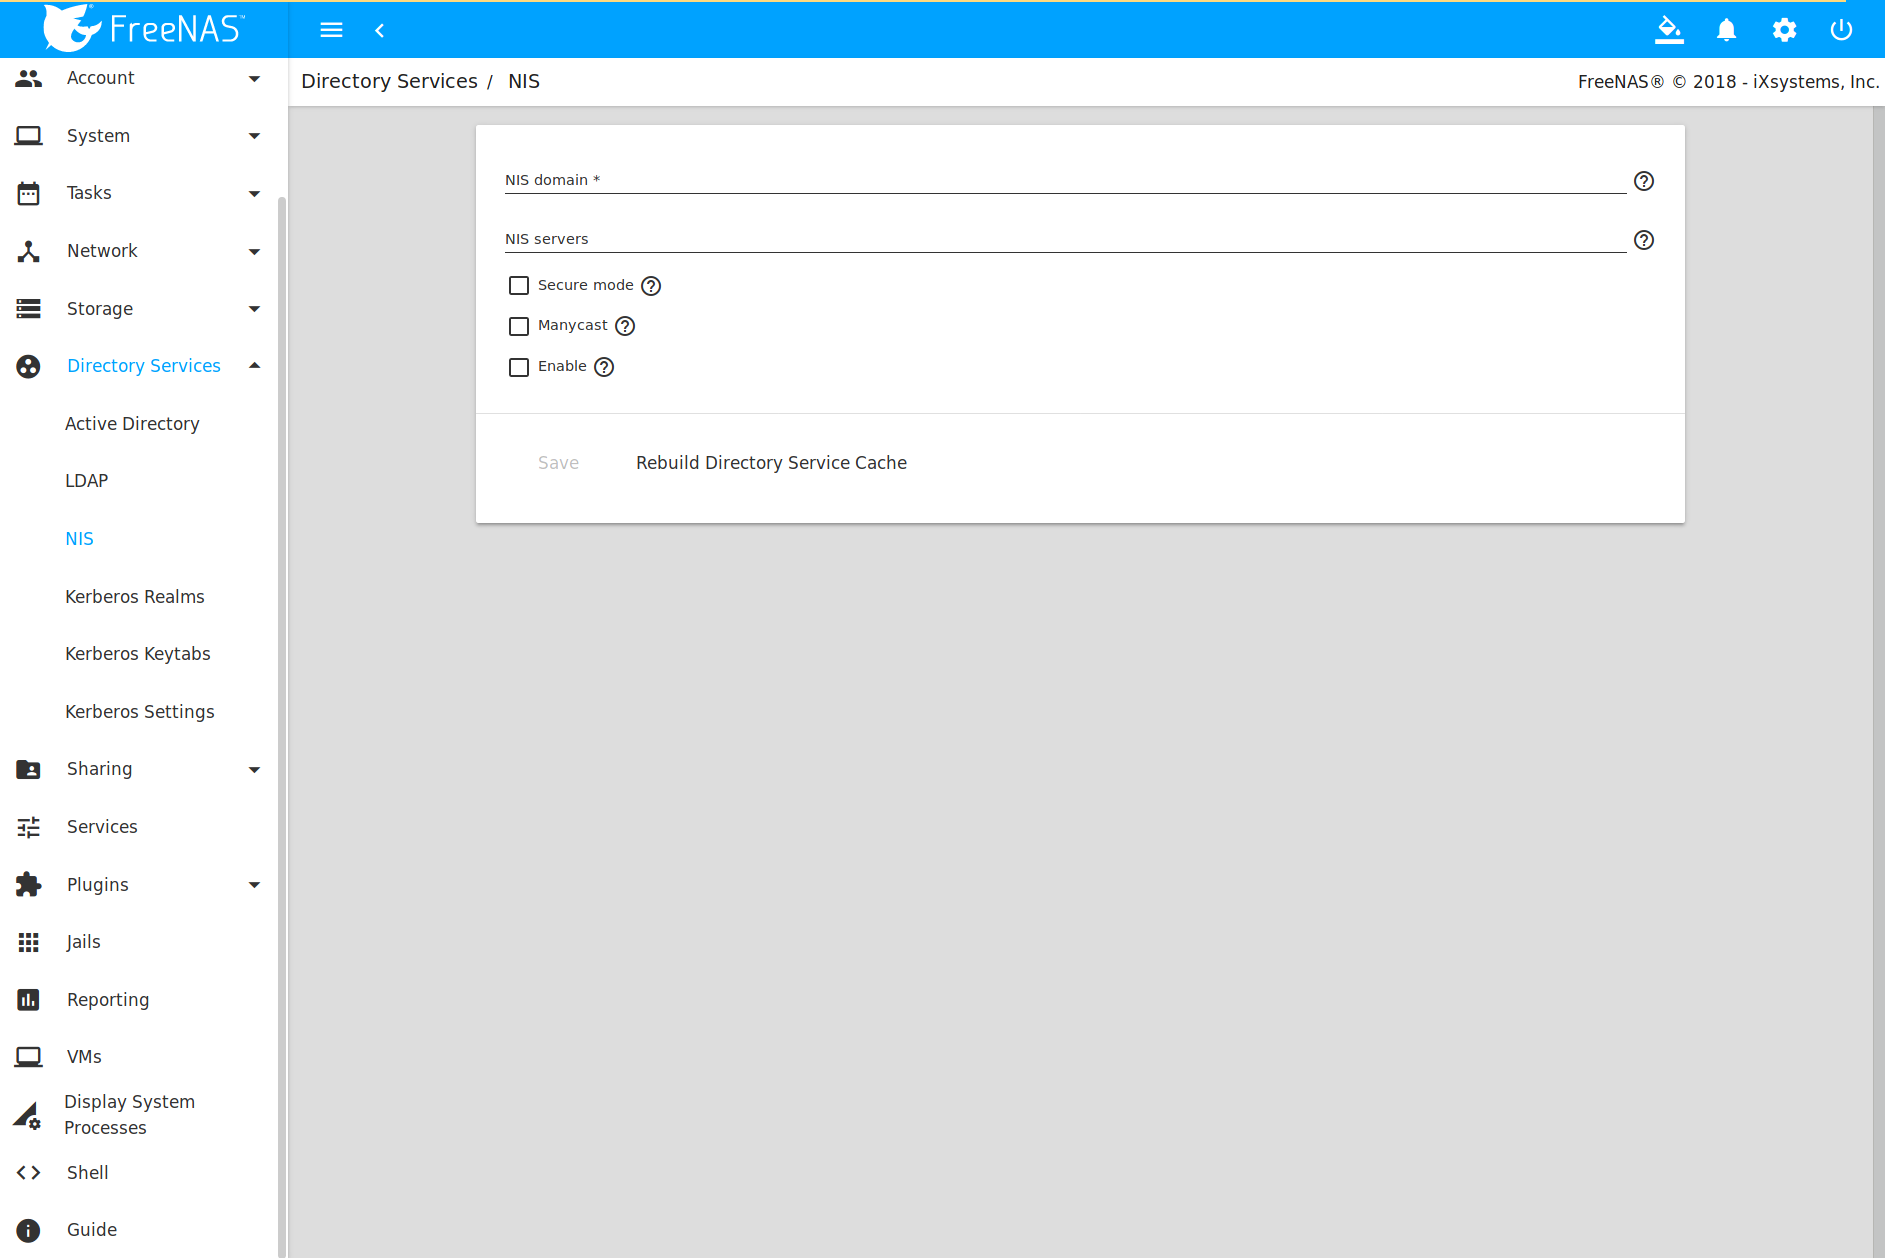 FreeNAS™
Account
System
Tasks
Network
Storage
Directory Services
Active Directory
LDAP
NIS
Kerberos Realms
Kerberos Keytabs
Kerberos Settings
Sharing
Services
Plugins
Jails
Reporting
VMs
Display System
Processes
Shell
Guide
Directory Services / NIS
FreeNAS® © 2018 - iXsystems, Inc.
NIS domain *
NIS servers
Secure mode
Manycast
Enable
Save
Rebuild Directory Service Cache